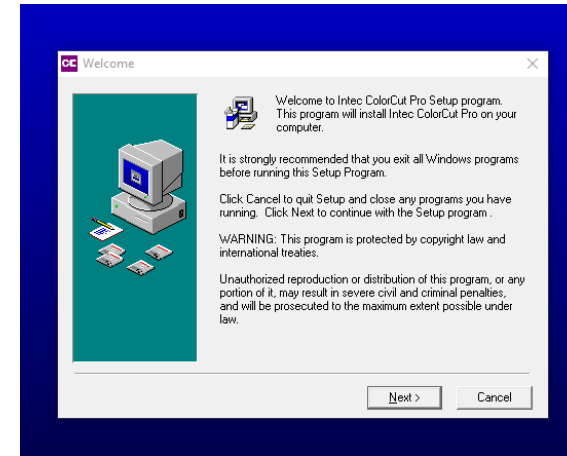 CC Welcome
Welcome to Intec ColorCut Pro Setup program.
This program will install Intec ColorCut Pro on your
computer.
It is strongly recommended that you exit all Windows programs
before running this Setup Program.
Click Cancel to quit Setup and close any programs you have
running. Click Next to continue with the Setup program .
WARNING: This program is protected by copyright law and
international treaties.
Unauthorized reproduction or distribution of this program, or any
portion of it, may result in severe civil and criminal penalties,
and will be prosecuted to the maximum extent possible under
law.
Next >
Cancel